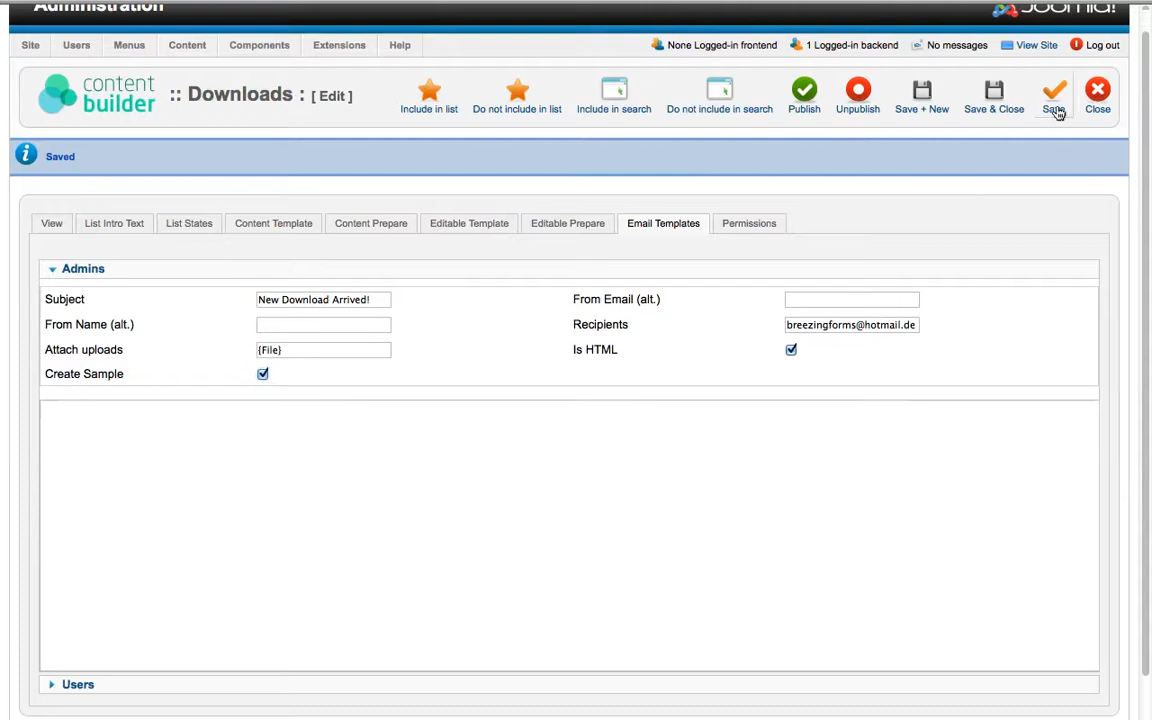 Administration
Joomla!
Site Users Menus Content Components Extensions Help
None Logged-in frontend 1 Logged-in backend No messages View Site Log out
content builder :: Downloads : [ Edit ]
Include in list Do not include in list Include in search Do not include in search Publish Unpublish Save + New Save & Close Save Close
Saved
View List Intro Text List States Content Template Content Prepare Editable Template Editable Prepare Email Templates Permissions
Admins
Subject New Download Arrived! From Email (alt.)
From Name (alt.) Recipients breezingforms@hotmail.de
Attach uploads {File} Is HTML
Create Sample
Users